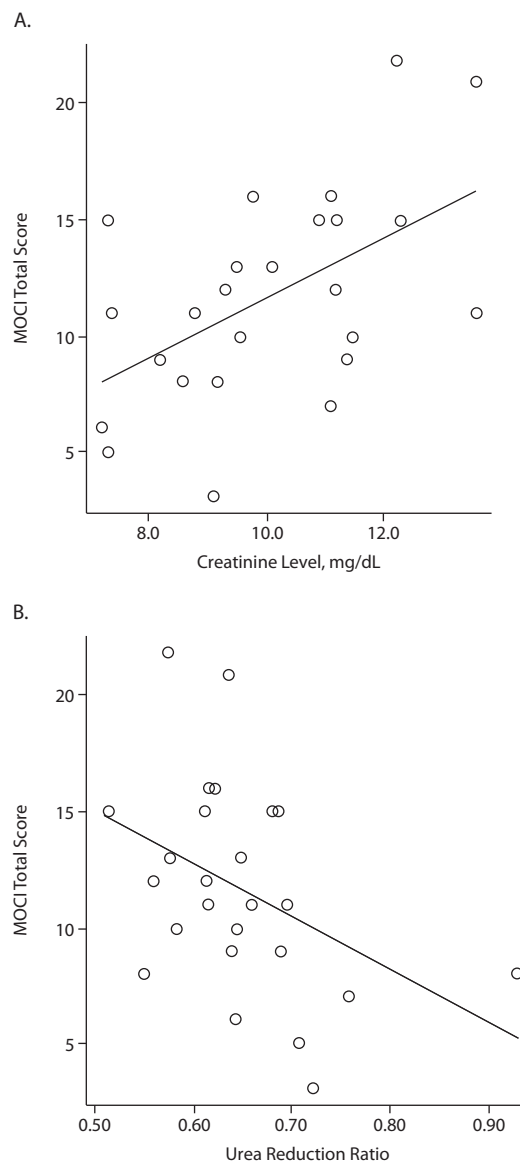 A.
20
15
10
5
MOCI Total Score
8.0 10.0 12.0
Creatinine Level, mg/dL
B.
20
15
10
5
MOCI Total Score
0.50 0.60 0.70 0.80 0.90
Urea Reduction Ratio